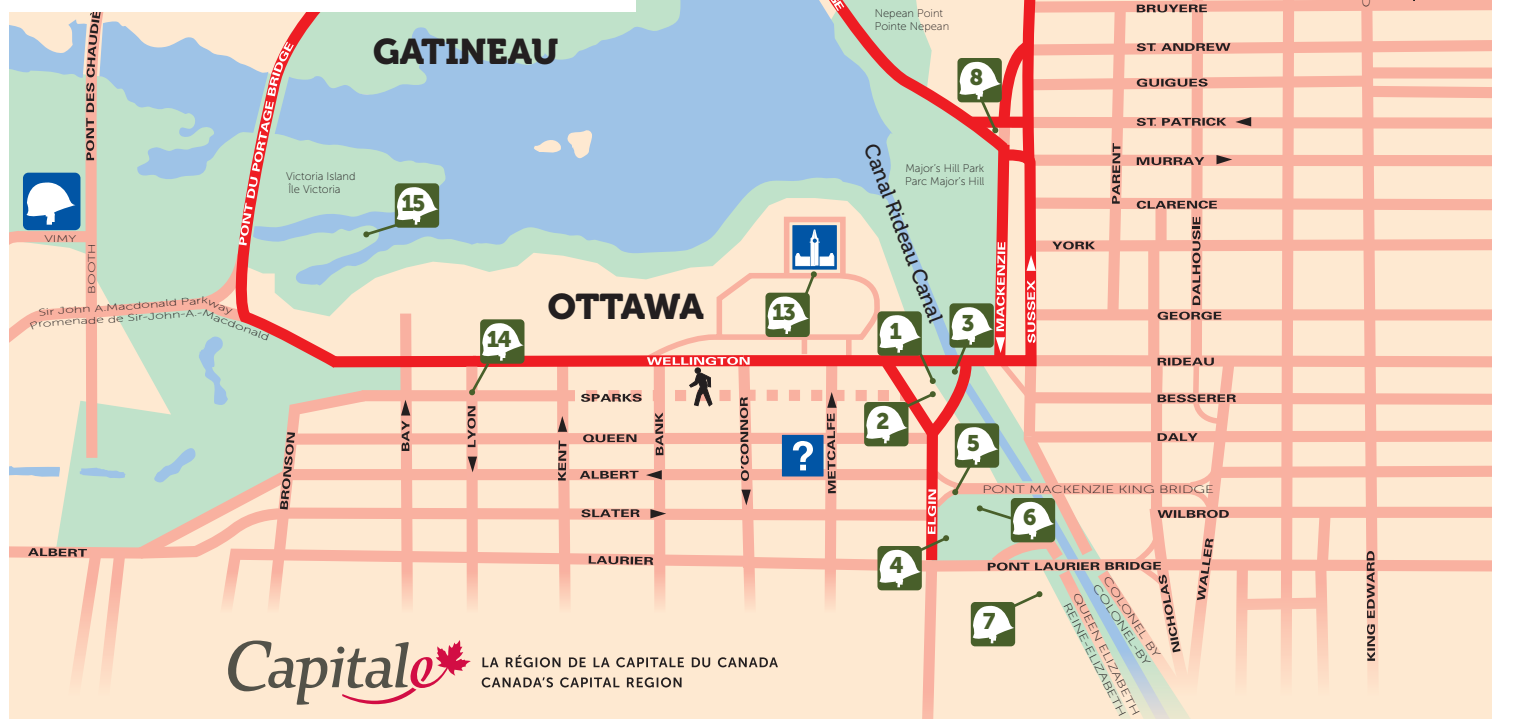 BRUYERE
Nepean Point
Pointe Nepean
GATINEAU
ST. ANDREW
PONT DES CHAUDIÈ
PONT DU PORTAGE BRIDGE
8
GUIGUES
ST. PATRICK
Canal Rideau Canal
Major's Hill Park
Parc Major's Hill
PARENT
MURRAY
Victoria Island
Île Victoria
15
CLARENCE
VIMY
BOOTH
MACKENZIE
SUSSEX
YORK
DALHOUSIE
Sir John A.Macdonald Parkway
Promenade de Sir-John-A.-Macdonald
OTTAWA
13
GEORGE
14
1
3
WELLINGTON
RIDEAU
SPARKS
BESSERER
2
BRONSON
BAY
LYON
KENT
BANK
O'CONNOR
METCALFE
QUEEN
?
5
DALY
ALBERT
PONT MACKENZIE KING BRIDGE
SLATER
ELGIN
6
WILBROD
ALBERT
LAURIER
4
PONT LAURIER BRIDGE
WALLER
NICHOLAS
KING EDWARD
7
COLONEL BY
COLONEL-BY
QUEEN ELIZABETH
REINE-ELIZABETH
Capitale
LA RÉGION DE LA CAPITALE DU CANADA
CANADA'S CAPITAL REGION